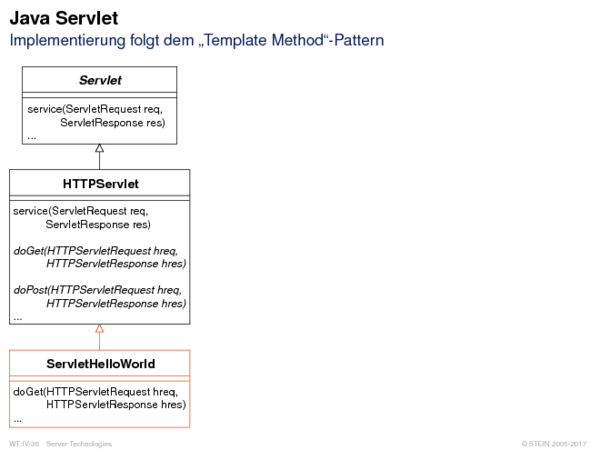 Java Servlet
Implementierung folgt dem „Template Method“-Pattern
Servlet
service(ServletRequest req,
ServletResponse res)
...
HTTPServlet
service(ServletRequest req,
ServletResponse res)
doGet(HTTPServletRequest hreq,
HTTPServletResponse hres)
doPost(HTTPServletRequest hreq,
HTTPServletResponse hres)
...
ServletHelloWorld
doGet(HTTPServletRequest hreq,
HTTPServletResponse hres)
...
WT:IV-36 Server Technologies
© STEIN 2005-2017